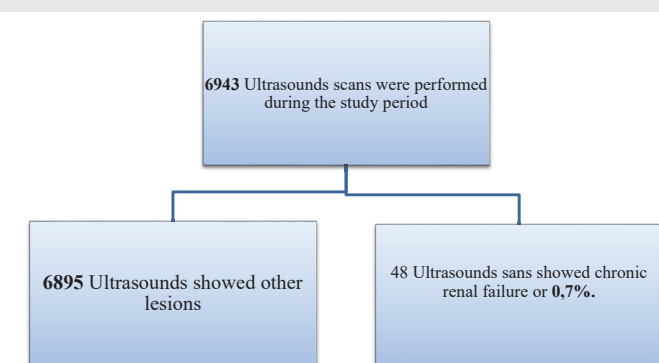 6943 Ultrasounds scans were performed
during the study period
6895 Ultrasounds showed other
lesions
48 Ultrasounds sans showed chronic
renal failure or 0,7%.